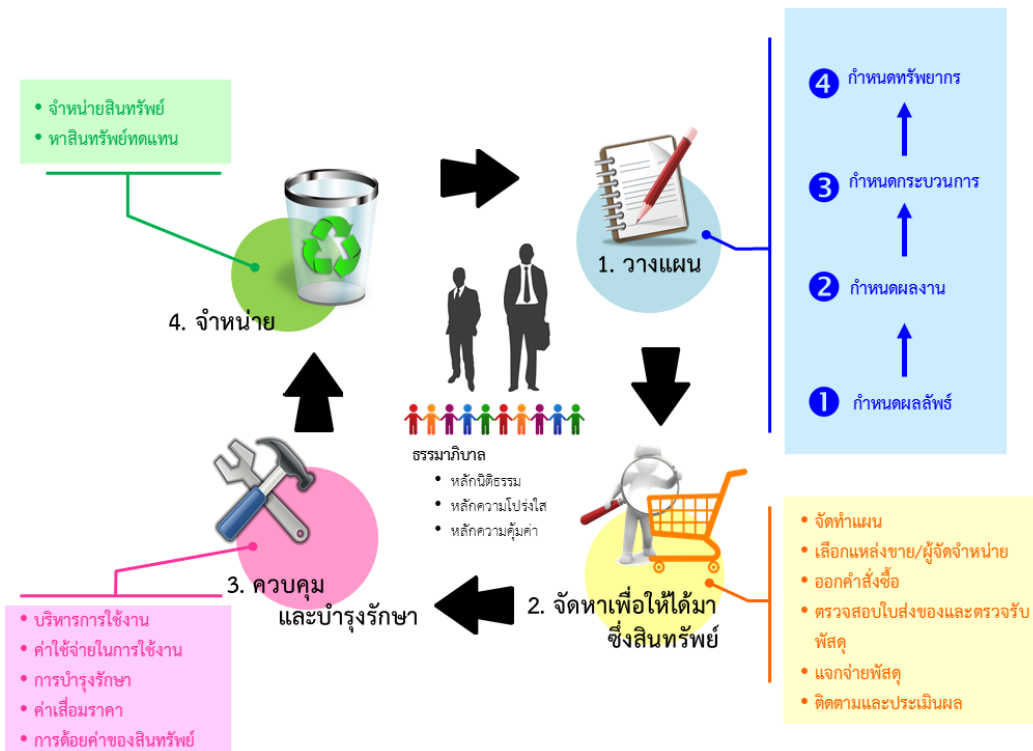 • จำหน่ายสินทรัพย์
• หาสินทรัพย์ทดแทน
4. จำหน่าย
1. วางแผน
4 กำหนดทรัพยากร
3 กำหนดกระบวนการ
2 กำหนดผลงาน
1 กำหนดผลลัพธ์
ธรรมาภิบาล
• หลักนิติธรรม
• หลักความโปร่งใส
• หลักความคุ้มค่า
2. จัดหาเพื่อให้ได้มา
ซึ่งสินทรัพย์
• จัดทำแผน
• เลือกแหล่งขาย/ผู้จัดจำหน่าย
• ออกคำสั่งซื้อ
• ตรวจสอบใบส่งของและตรวจรับ
พัสดุ
• แจกจ่ายพัสดุ
• ติดตามและประเมินผล
3. ควบคุม
และบำรุงรักษา
• บริหารการใช้งาน
• ค่าใช้จ่ายในการใช้งาน
• การบำรุงรักษา
• ค่าเสื่อมราคา
• การด้อยค่าของสินทรัพย์